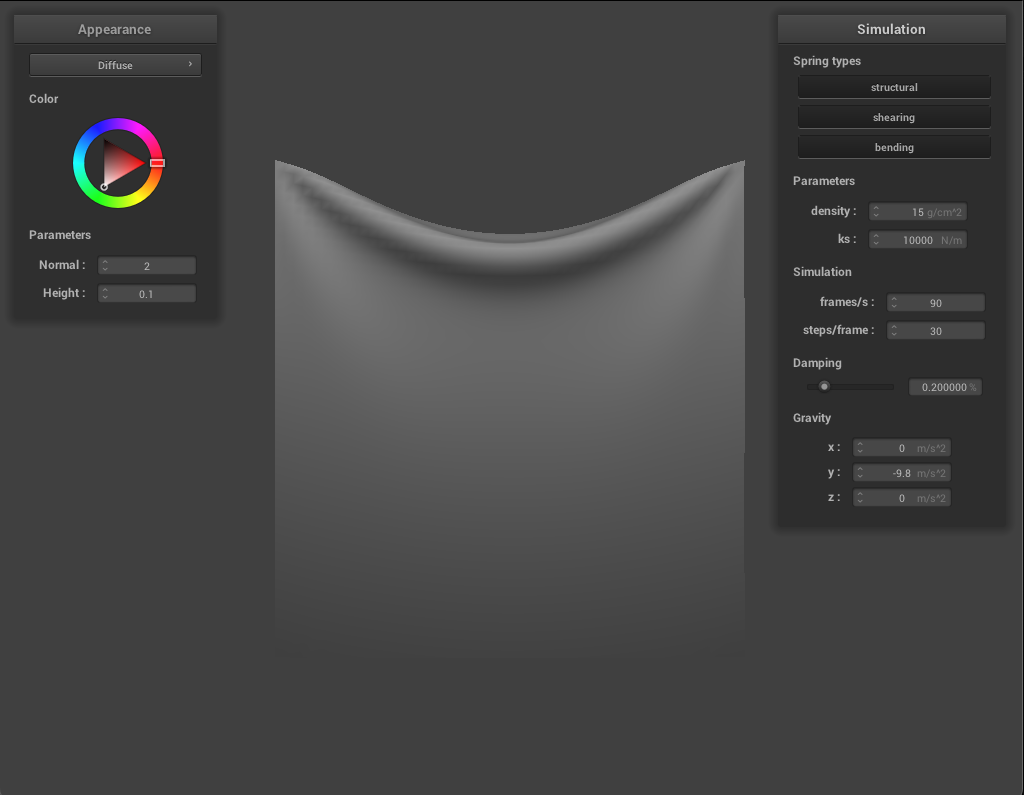 Appearance
Diffuse ›
Color
Parameters
Normal : 2
Height : 0.1
Simulation
Spring types
structural
shearing
bending
Parameters
density : 15 g/cm^2
ks : 10000 N/m
Simulation
frames/s : 90
steps/frame : 30
Damping
0.200000 %
Gravity
x : 0 m/s^2
y : -9.8 m/s^2
z : 0 m/s^2